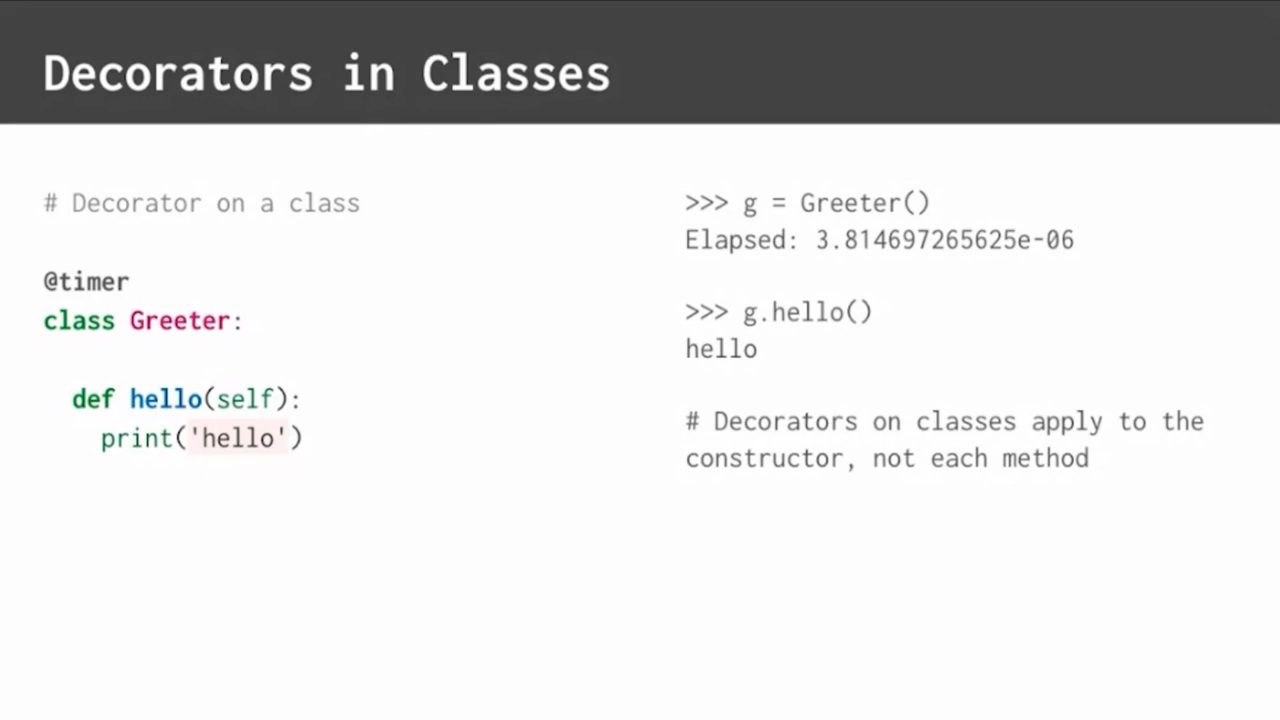 Decorators in Classes
# Decorator on a class
@timer
class Greeter:
def hello(self):
print('hello')
>>> g = Greeter()
Elapsed: 3.814697265625e-06
>>> g.hello()
hello
# Decorators on classes apply to the
constructor, not each method